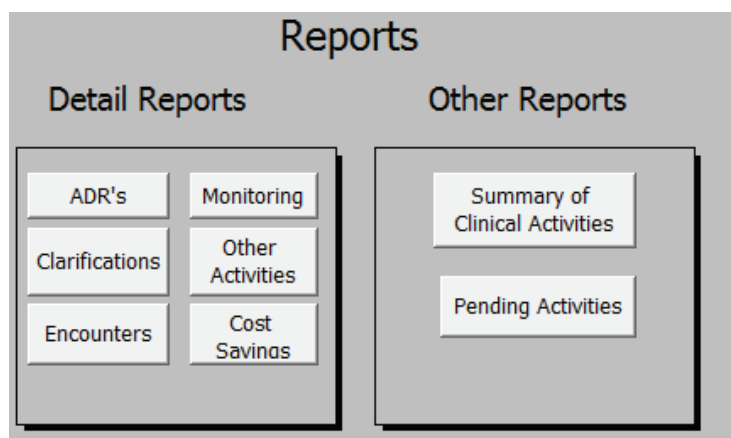 Reports
Detail Reports
Other Reports
ADR's
Monitoring
Clarifications
Other
Activities
Encounters
Cost
Savings
Summary of
Clinical Activities
Pending Activities